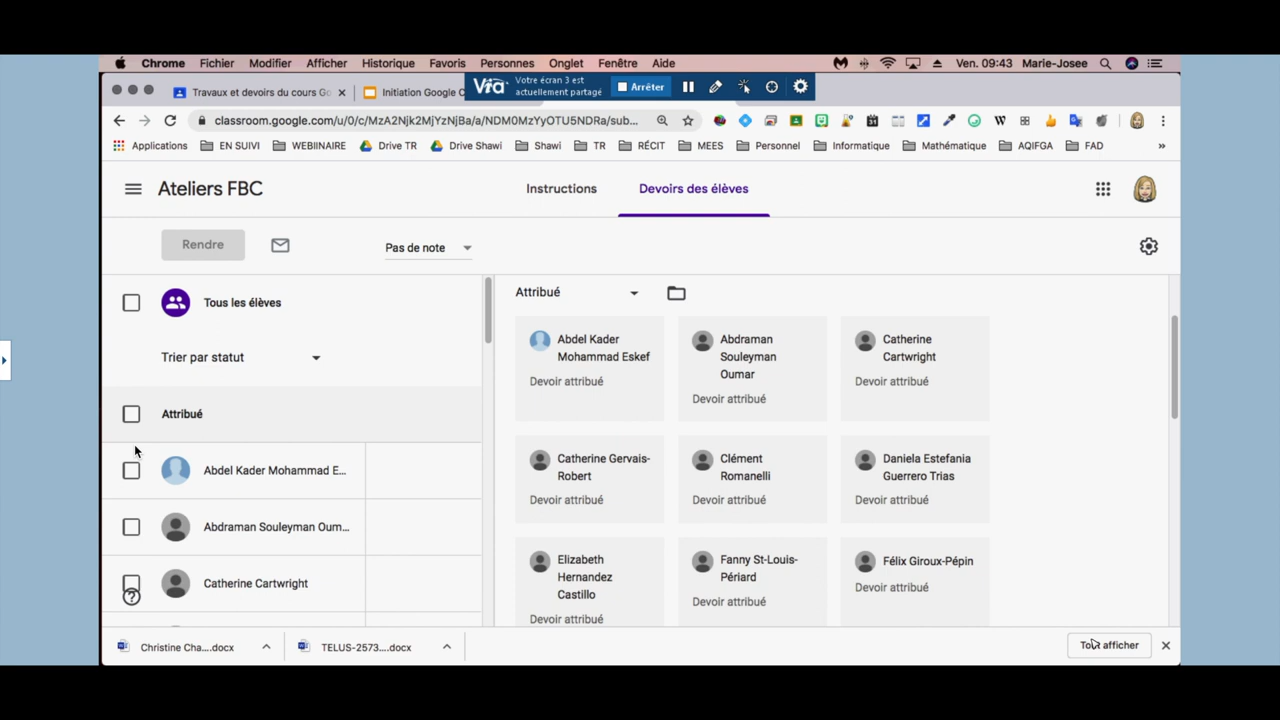 Chrome Fichier Modifier Afficher Historique Favoris Personnes Onglet Fenêtre Aide Ven. 09:43 Marie-Josee
Via Votre écran 3 est
actuellement partagé
Arrêter
Travaux et devoirs du cours Go
Initiation Google C
classroom.google.com/u/0/c/MzA2Njk2MjYzNjBa/a/NDM0MzYyOTU5NDRa/sub...
Applications EN SUIVI WEBIINAIRE Drive TR Drive Shawi Shawi TR RÉCIT MEES Personnel Informatique Mathématique AQIFGA FAD »
Ateliers FBC
Instructions
Devoirs des élèves
Rendre
Pas de note
Tous les élèves
Trier par statut
Attribué
Abdel Kader Mohammad E...
Abdraman Souleyman Oum...
Catherine Cartwright
Attribué
Abdel Kader
Mohammad Eskef
Devoir attribué
Abdraman
Souleyman
Oumar
Devoir attribué
Catherine
Cartwright
Devoir attribué
Catherine Gervais-
Robert
Devoir attribué
Clément
Romanelli
Devoir attribué
Daniela Estefania
Guerrero Trias
Devoir attribué
Elizabeth
Hernandez
Castillo
Devoir attribué
Fanny St-Louis-
Périard
Devoir attribué
Félix Giroux-Pépin
Devoir attribué
Christine Cha....docx
TELUS-2573....docx
Tout afficher